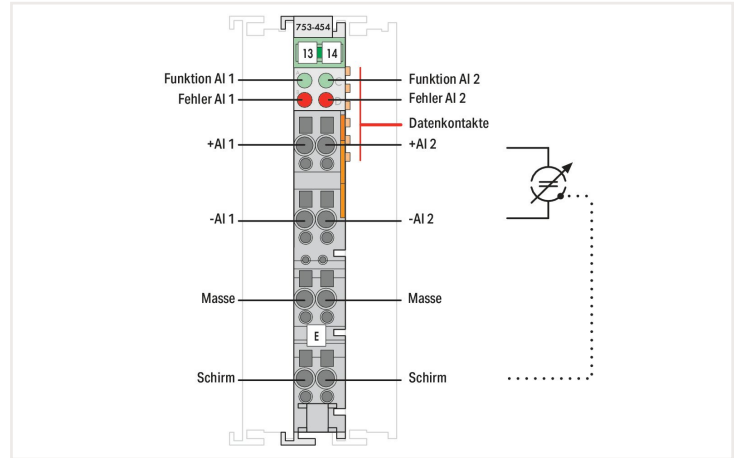 753-454
13 14
Funktion AI 1
Funktion AI 2
Fehler AI 1
Fehler AI 2
Datenkontakte
+AI 1
+AI 2
-AI 1
-AI 2
Masse
Masse
E
Schirm
Schirm